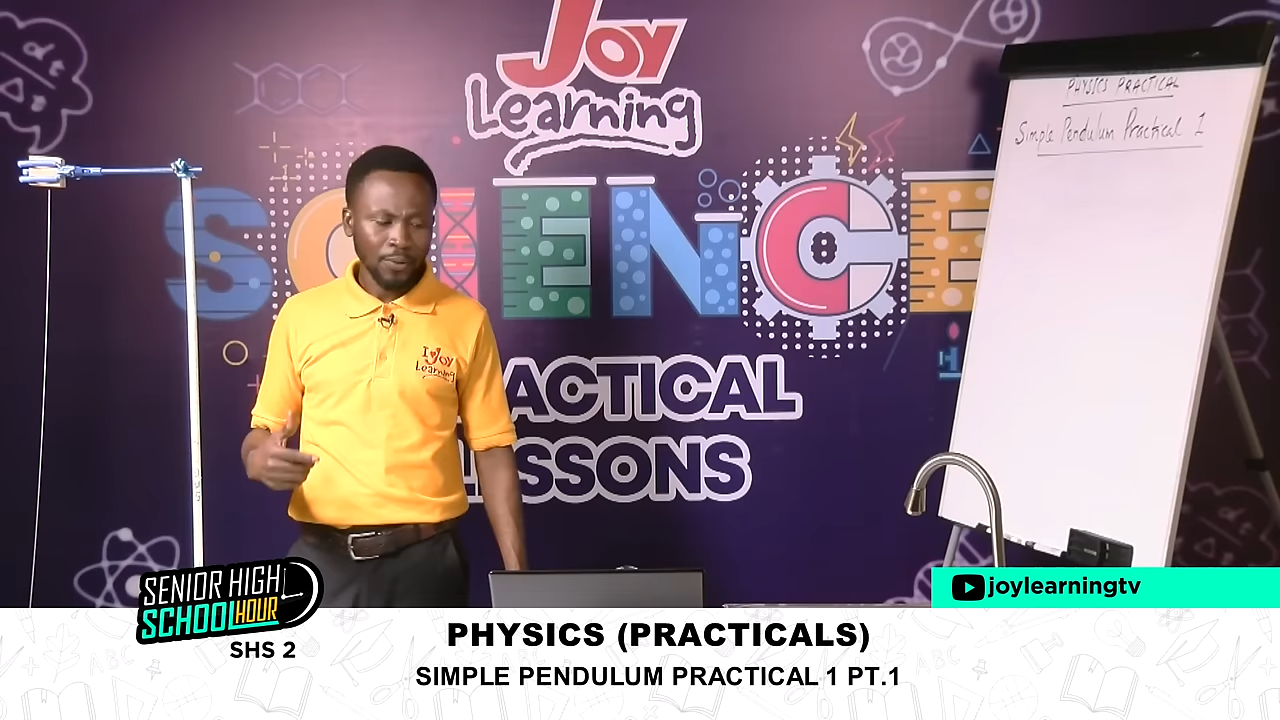 Joy
Learning
PHYSICS PRACTICAL
Simple Pendulum Practical 1
SCIENCE
I Joy
Learning
ACTICAL
LESSONS
SENIOR HIGH
SCHOOL HOUR
SHS 2
joylearningtv
PHYSICS (PRACTICALS)
SIMPLE PENDULUM PRACTICAL 1 PT.1